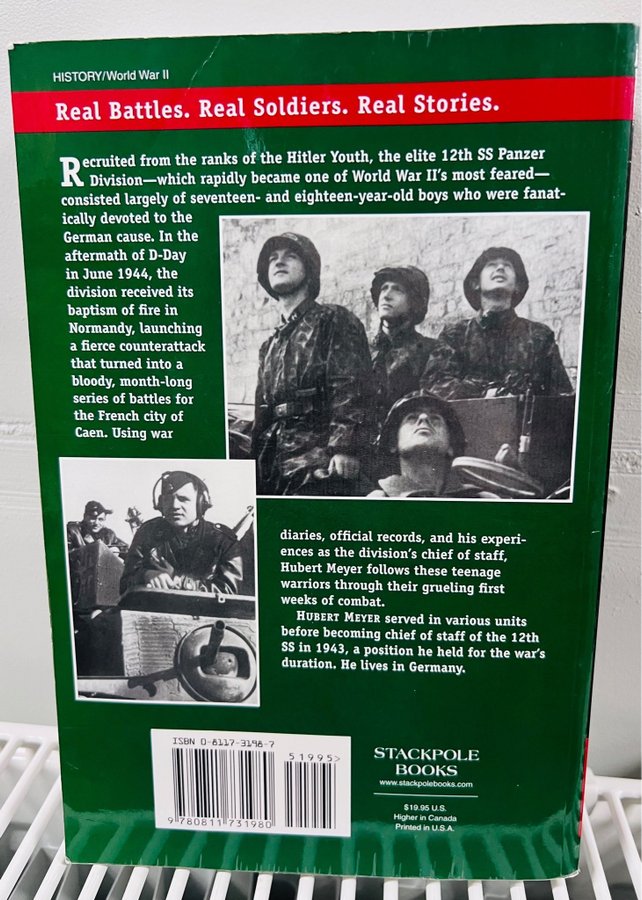 HISTORY/World War II
Real Battles. Real Soldiers. Real Stories.
Recruited from the ranks of the Hitler Youth, the elite 12th SS Panzer
Division—which rapidly became one of World War II's most feared—
consisted largely of seventeen- and eighteen-year-old boys who were fanat-
ically devoted to the
German cause. In the
aftermath of D-Day
in June 1944, the
division received its
baptism of fire in
Normandy, launching
a fierce counterattack
that turned into a
bloody, month-long
series of battles for
the French city of
Caen. Using war
diaries, official records, and his experi-
ences as the division's chief of staff,
Hubert Meyer follows these teenage
warriors through their grueling first
weeks of combat.
HUBERT MEYER served in various units
before becoming chief of staff of the 12th
SS in 1943, a position he held for the war's
duration. He lives in Germany.
ISBN 0-8117-3198-7
51995>
9 780811 731980
STACKPOLE
BOOKS
www.stackpolebooks.com
$19.95 U.S.
Higher in Canada
Printed in U.S.A.